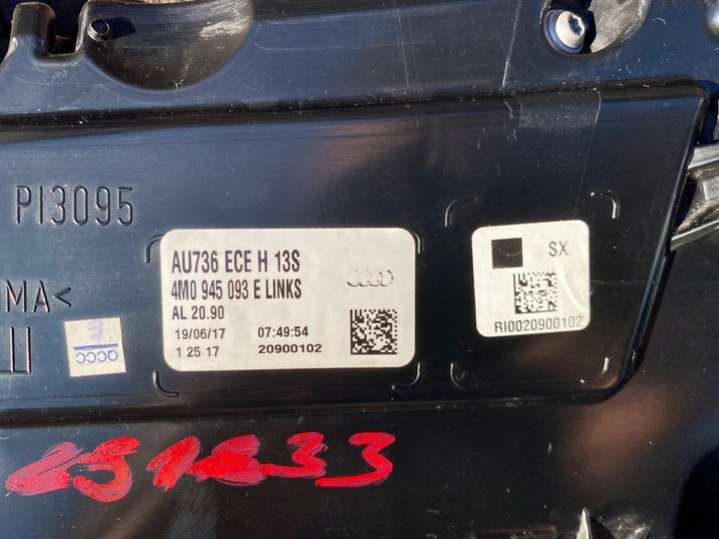 PI3095
MA<
AU736 ECE H 13S
4M0 945 093 E LINKS
AL 20.90
19/06/17 07:49:54
1 25 17 20900102
SX
RI0020900102
E
QCCC